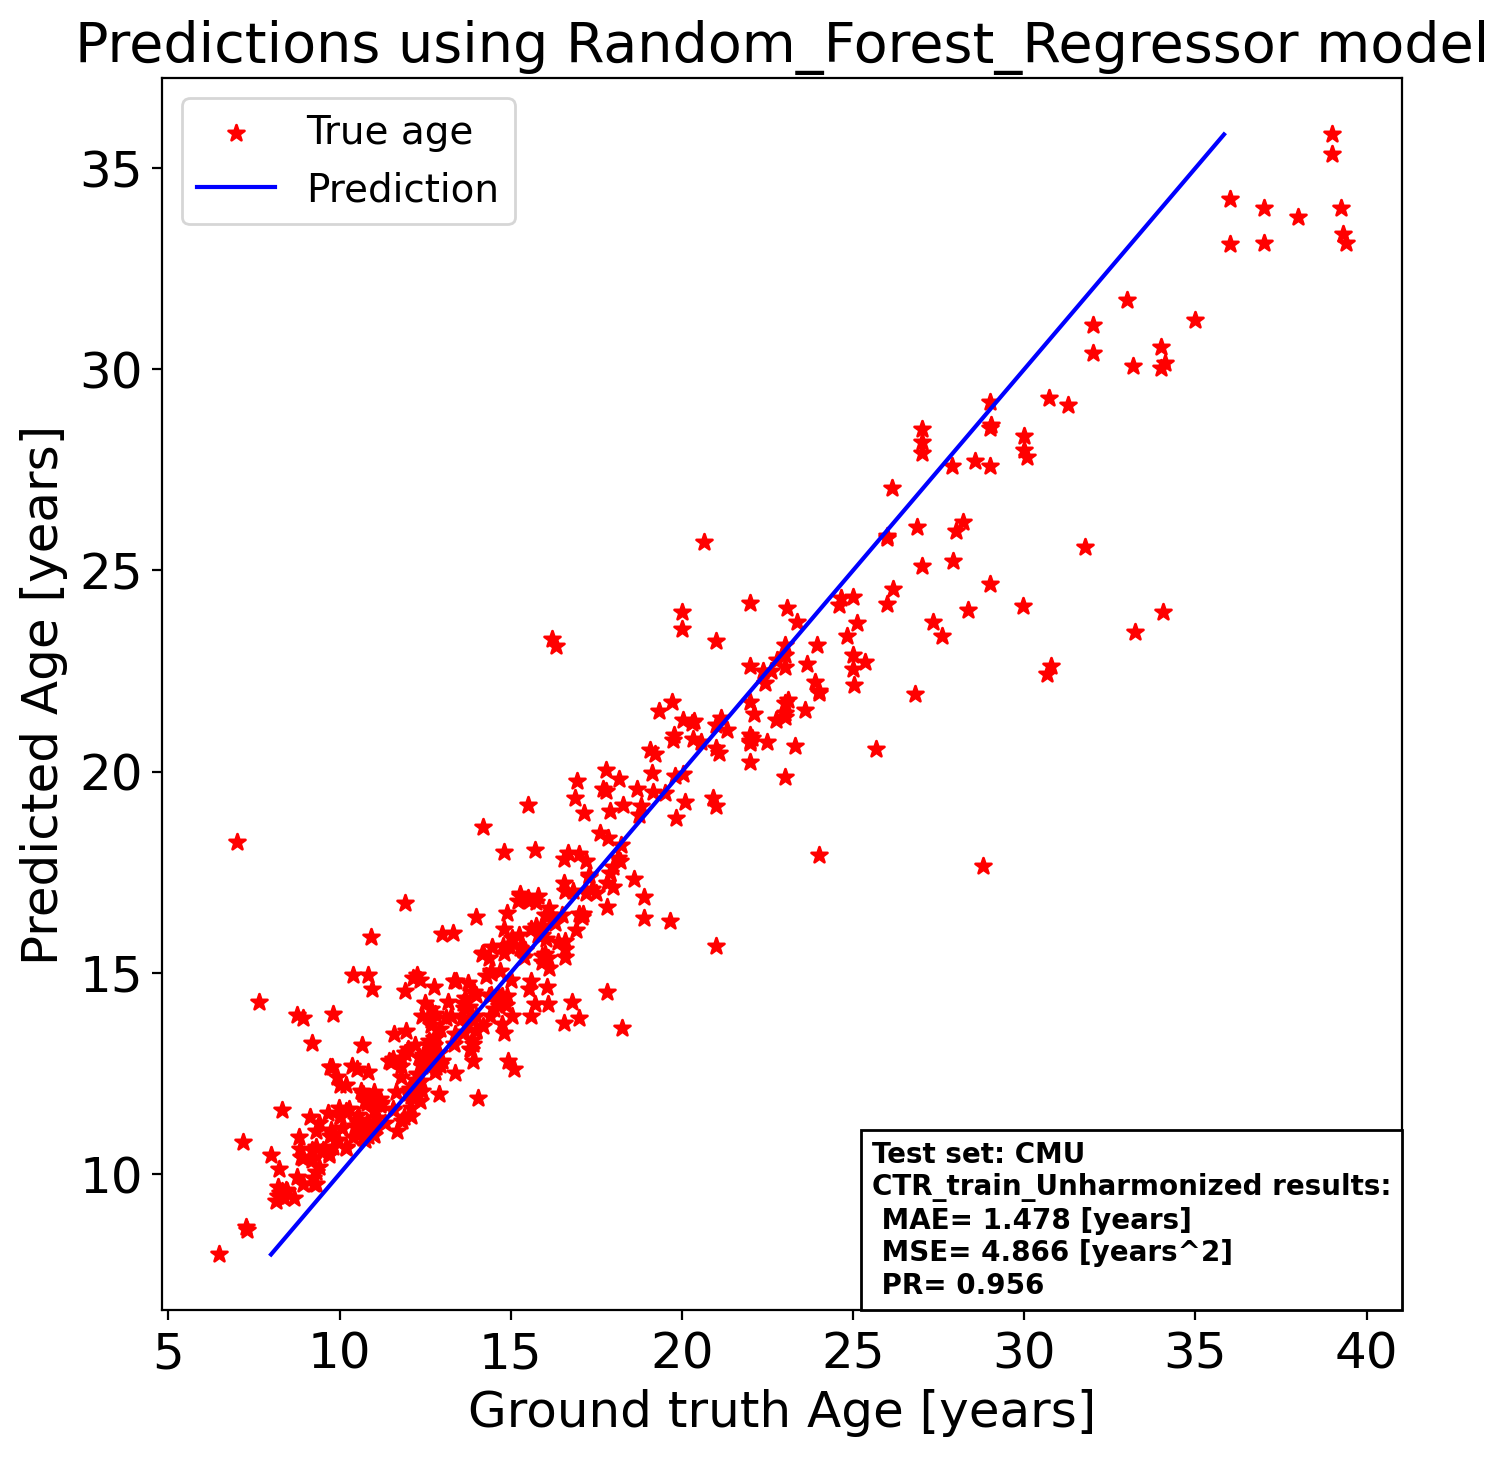 Predictions using Random_Forest_Regressor model
True age
Prediction
35
30
25
20
15
10
Predicted Age [years]
Test set: CMU
CTR_train_Unharmonized results:
MAE= 1.478 [years]
MSE= 4.866 [years^2]
PR= 0.956
5 10 15 20 25 30 35 40
Ground truth Age [years]